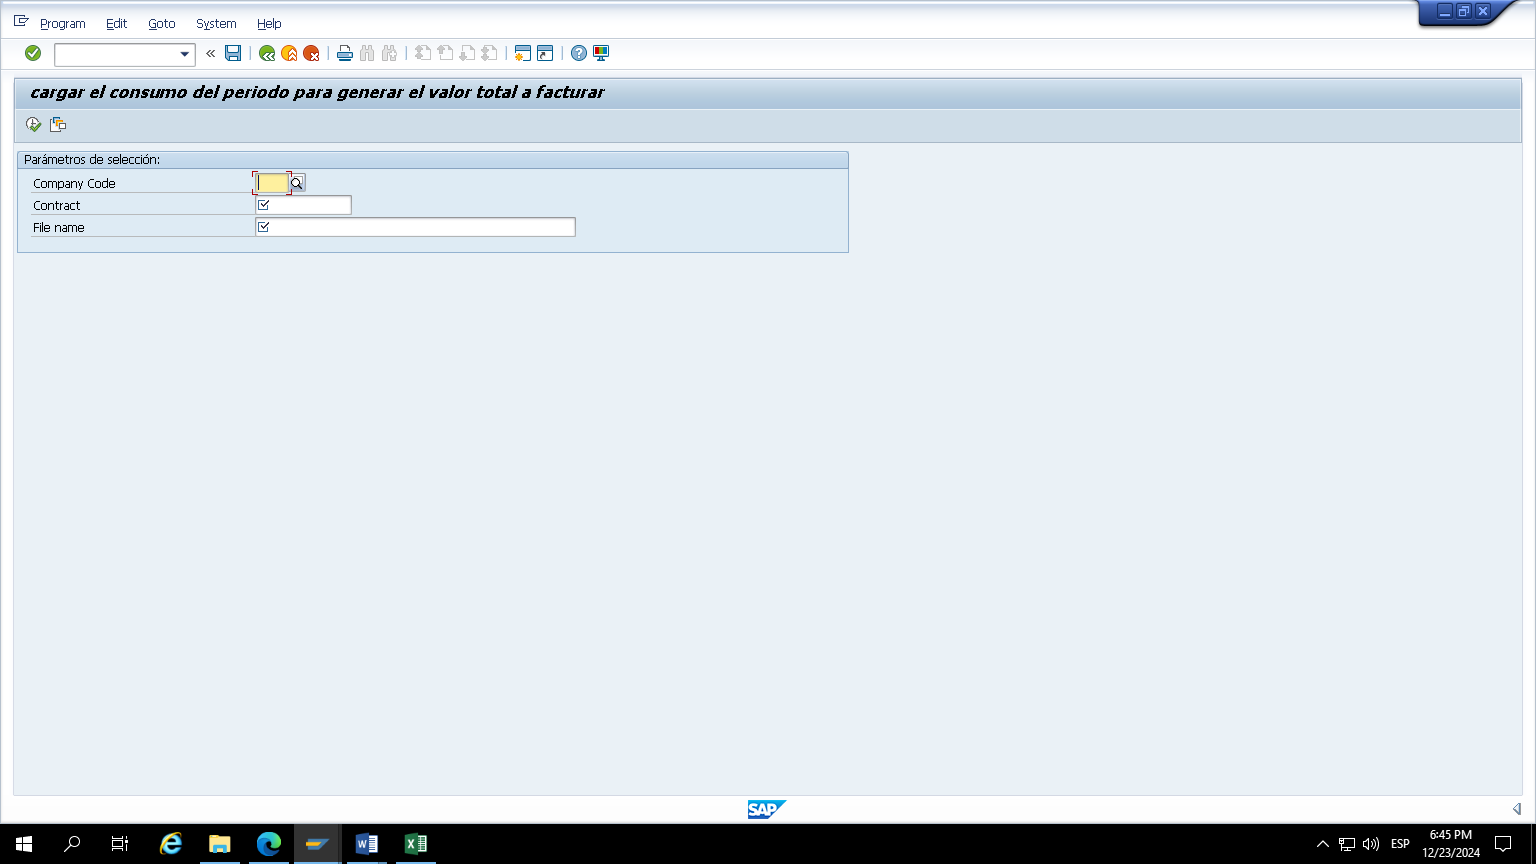 Program Edit Goto System Help
cargar el consumo del periodo para generar el valor total a facturar
Parámetros de selección:
Company Code
Contract
File name
SAP
ESP
6:45 PM
12/23/2024